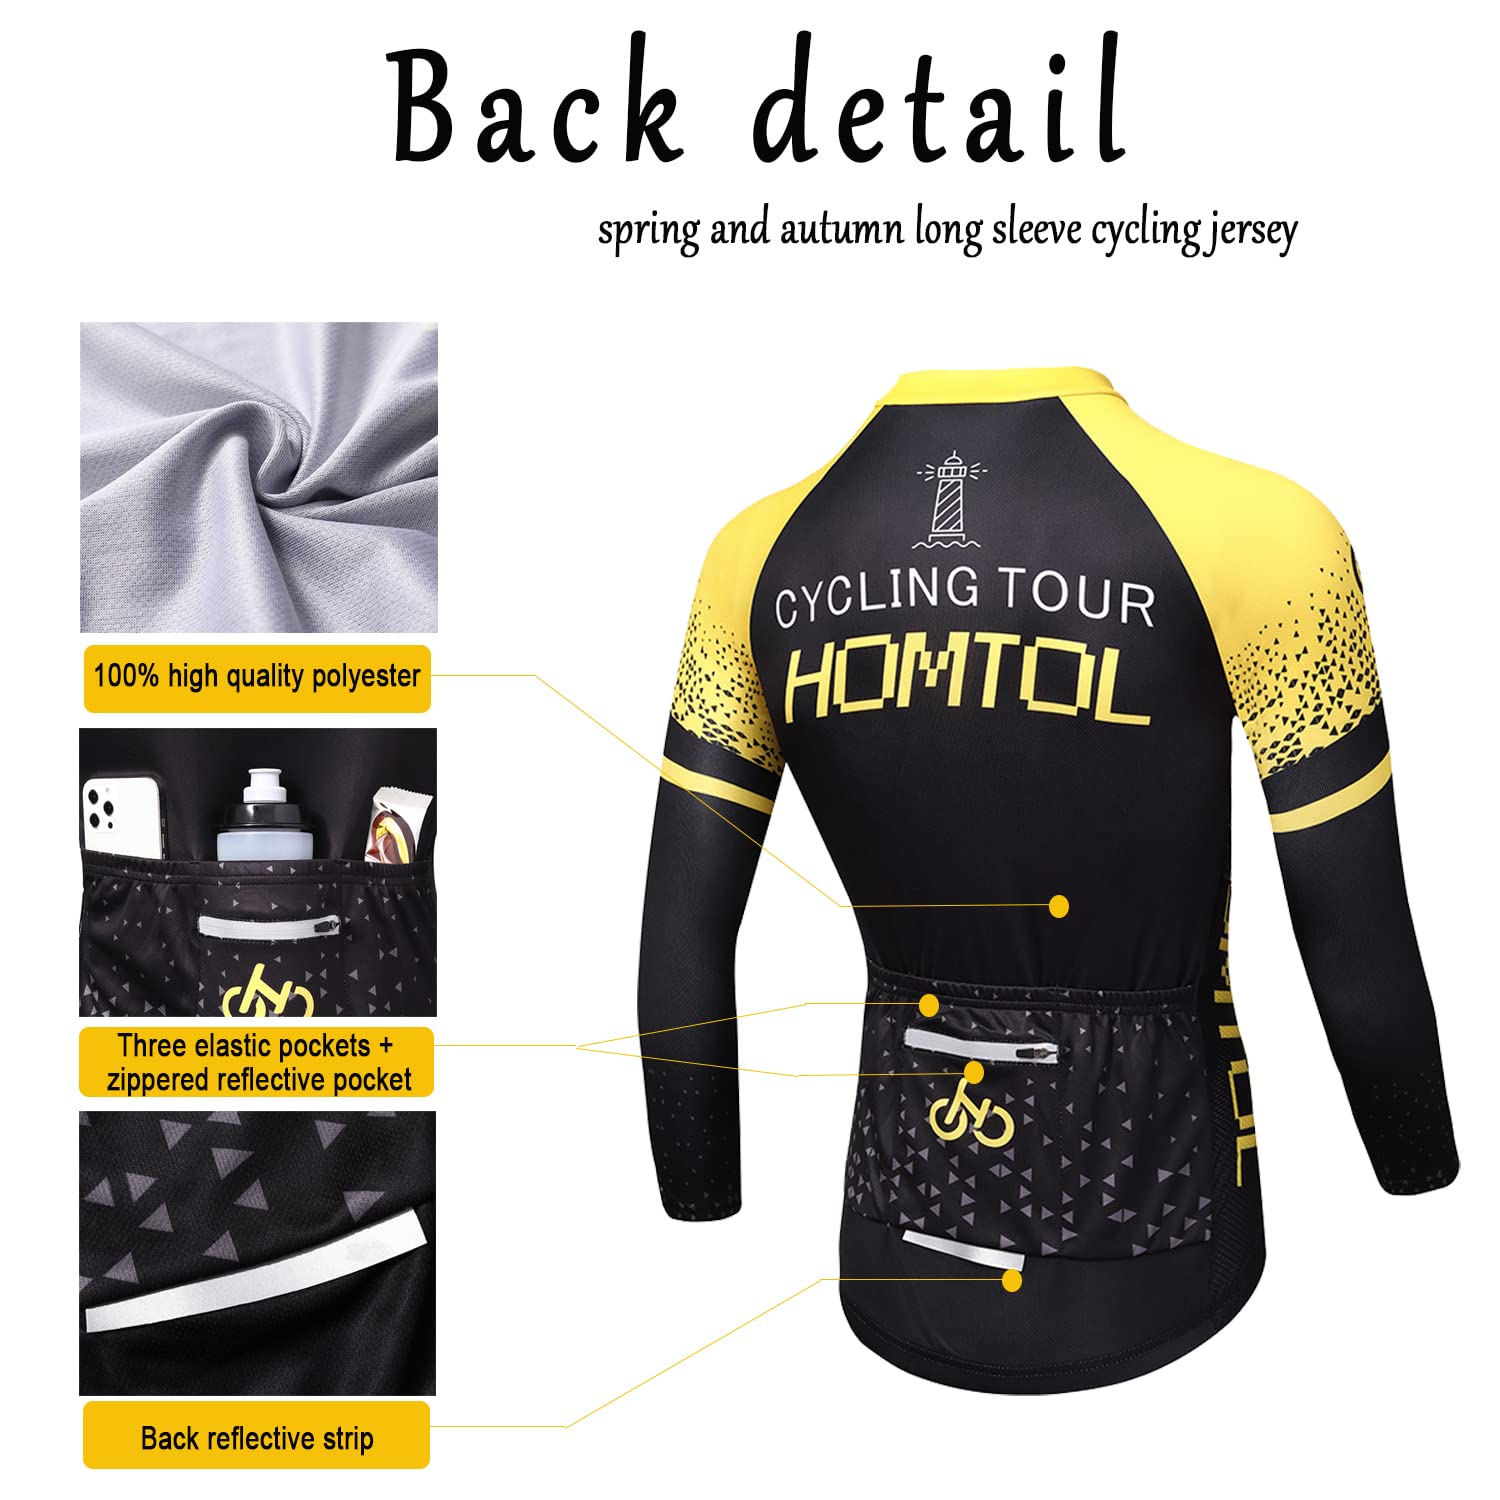 Back detail
spring and autumn long sleeve cycling jersey
100% high quality polyester
Three elastic pockets +
zippered reflective pocket
Back reflective strip
CYCLING TOUR
HOMTOL